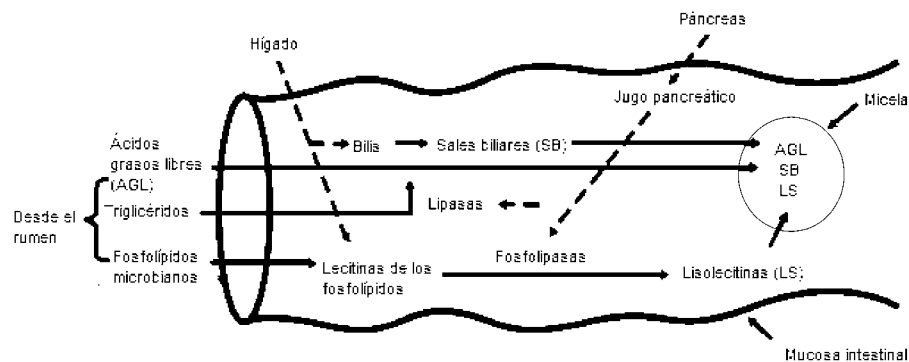 Páncreas
Hígado
Jugo pancreático
Micela
Ácidos
grasos libres
(AGL)
Bilis
Sales biliares (SB)
AGL
SB
LS
Desde el
rumen
Triglicéridos
Lipasas
Fosfolípidos
microbianos
Lecitinas de los
fosfolípidos
Fosfolipasas
Lisolecitinas (LS)
Mucosa intestinal